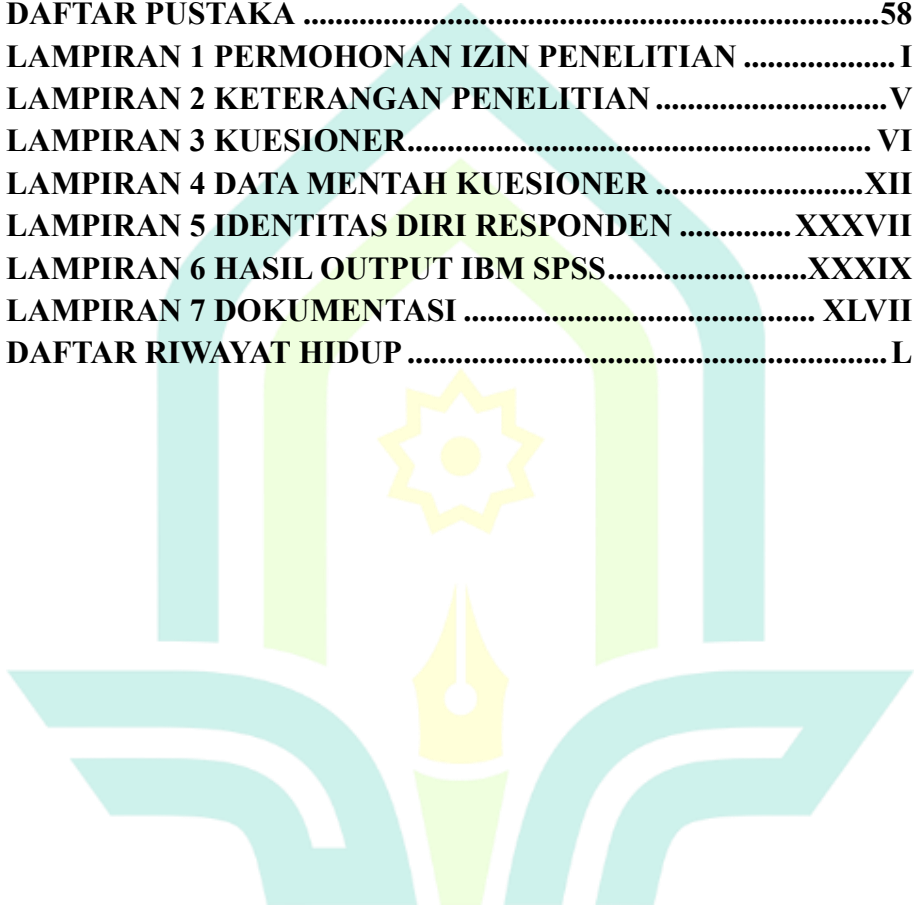 DAFTAR PUSTAKA ....................................................................58
LAMPIRAN 1 PERMOHONAN IZIN PENELITIAN ..................I
LAMPIRAN 2 KETERANGAN PENELITIAN ............................V
LAMPIRAN 3 KUESIONER........................................................ VI
LAMPIRAN 4 DATA MENTAH KUESIONER .........................XII
LAMPIRAN 5 IDENTITAS DIRI RESPONDEN ............. XXXVII
LAMPIRAN 6 HASIL OUTPUT IBM SPSS........................XXXIX
LAMPIRAN 7 DOKUMENTASI .......................................... XLVII
DAFTAR RIWAYAT HIDUP ..........................................................L